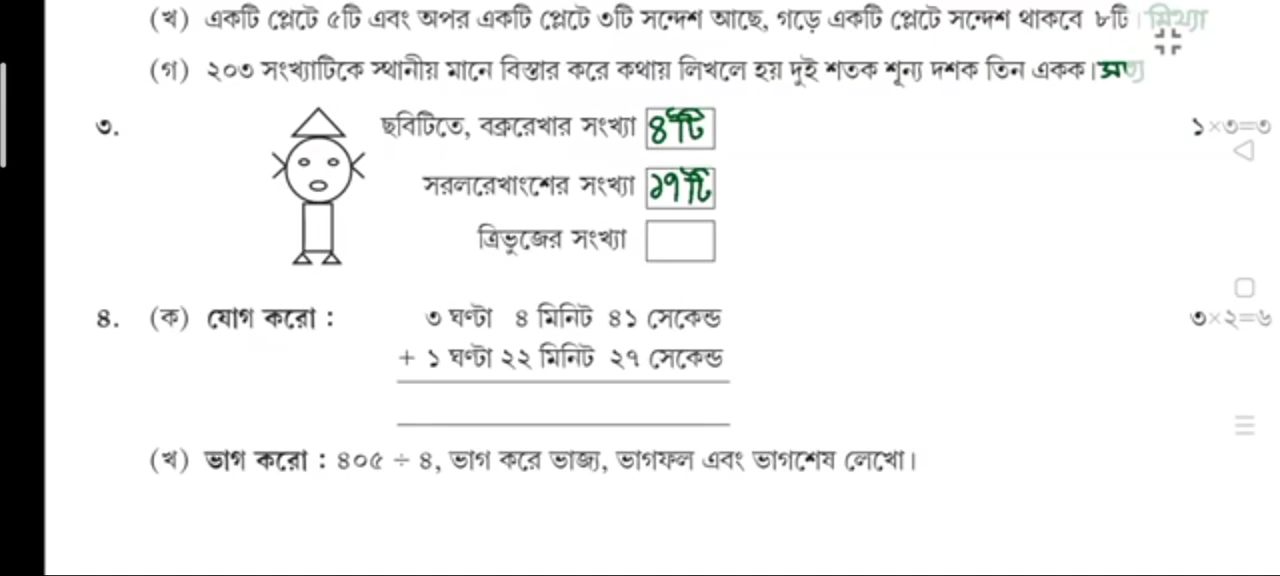 (খ) একটি প্লেটে ৫টি এবং অপর একটি প্লেটে ৩টি সন্দেশ আছে, গড়ে একটি প্লেটে সন্দেশ থাকবে ৮টি। মিথ্যা
(গ) ২০৩ সংখ্যাটিকে স্থানীয় মানে বিস্তার করে কথায় লিখলে হয় দুই শতক শূন্য দশক তিন একক। সত্য
৩. ছবিটিতে, বক্ররেখার সংখ্যা ৪টি ১×৩=৩
সরলরেখাংশের সংখ্যা ১৭টি
ত্রিভুজের সংখ্যা
৪. (ক) যোগ করো : ৩ ঘণ্টা ৪ মিনিট ৪১ সেকেন্ড ৩×২=৬
+ ১ ঘণ্টা ২২ মিনিট ২৭ সেকেন্ড
(খ) ভাগ করো : ৪০৫ ÷ ৪, ভাগ করে ভাজ্য, ভাগফল এবং ভাগশেষ লেখো।